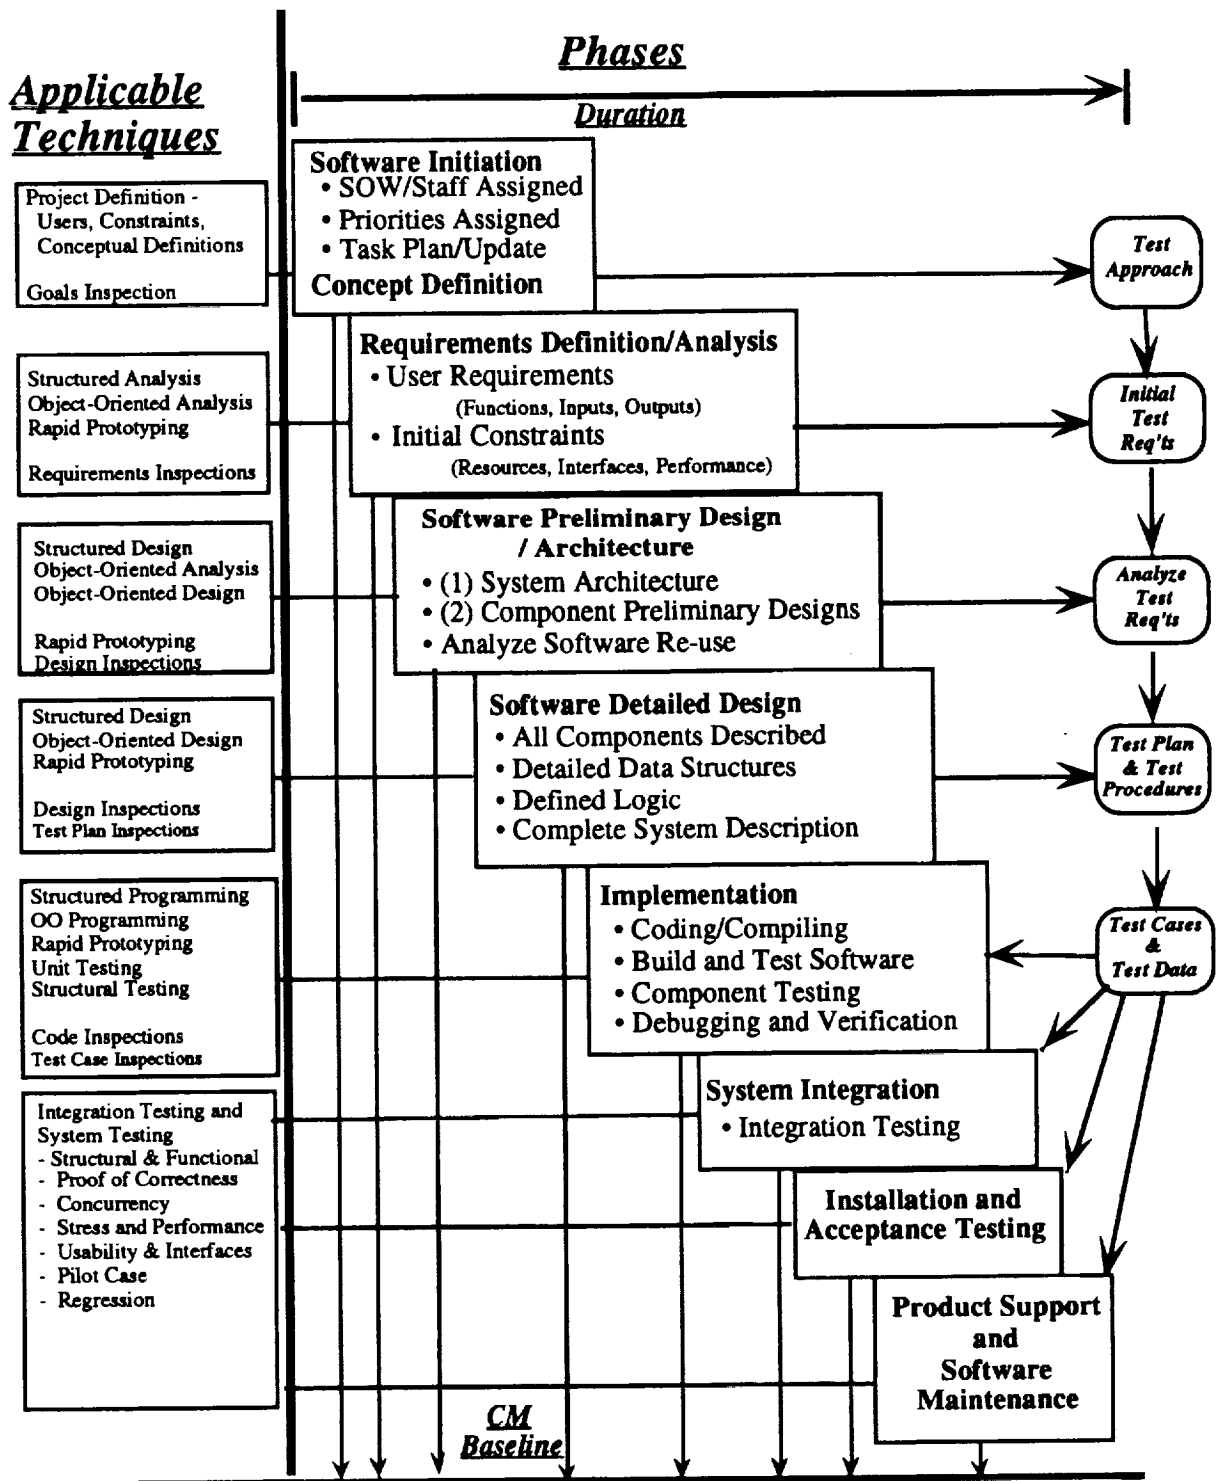 Phases
Duration
Applicable
Techniques
Project Definition -
Users, Constraints,
Conceptual Definitions
Goals Inspection
Software Initiation
• SOW/Staff Assigned
• Priorities Assigned
• Task Plan/Update
Concept Definition
Test
Approach
Structured Analysis
Object-Oriented Analysis
Rapid Prototyping
Requirements Inspections
Requirements Definition/Analysis
• User Requirements
(Functions, Inputs, Outputs)
• Initial Constraints
(Resources, Interfaces, Performance)
Initial
Test
Req'ts
Structured Design
Object-Oriented Analysis
Object-Oriented Design
Rapid Prototyping
Design Inspections
Software Preliminary Design
/ Architecture
• (1) System Architecture
• (2) Component Preliminary Designs
• Analyze Software Re-use
Analyze
Test
Req'ts
Structured Design
Object-Oriented Design
Rapid Prototyping
Design Inspections
Test Plan Inspections
Software Detailed Design
• All Components Described
• Detailed Data Structures
• Defined Logic
• Complete System Description
Test Plan
& Test
Procedures
Structured Programming
OO Programming
Rapid Prototyping
Unit Testing
Structural Testing
Code Inspections
Test Case Inspections
Implementation
• Coding/Compiling
• Build and Test Software
• Component Testing
• Debugging and Verification
Test Cases
&
Test Data
Integration Testing and
System Testing
- Structural & Functional
- Proof of Correctness
- Concurrency
- Stress and Performance
- Usability & Interfaces
- Pilot Case
- Regression
System Integration
• Integration Testing
Installation and
Acceptance Testing
Product Support
and
Software
Maintenance
CM
Baseline